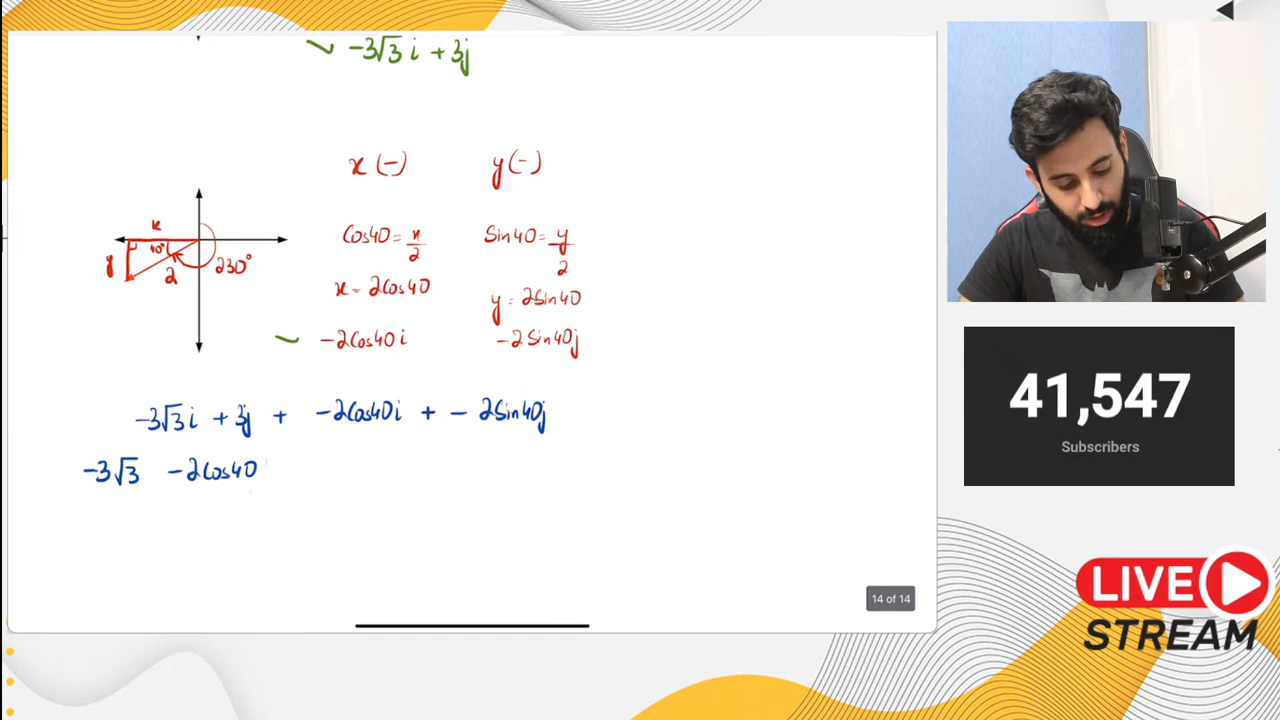 -3√3 i + 3j
x (-) y (-)
x
40°
y
2
230°
Cos40 = x/2 Sin40 = y/2
x = 2Cos40 y = 2Sin40
-2Cos40 i -2Sin40j
-3√3 i + 3j + -2Cos40i + - 2Sin40j
-3√3 -2Cos40
14 of 14
41,547
Subscribers
LIVE
STREAM